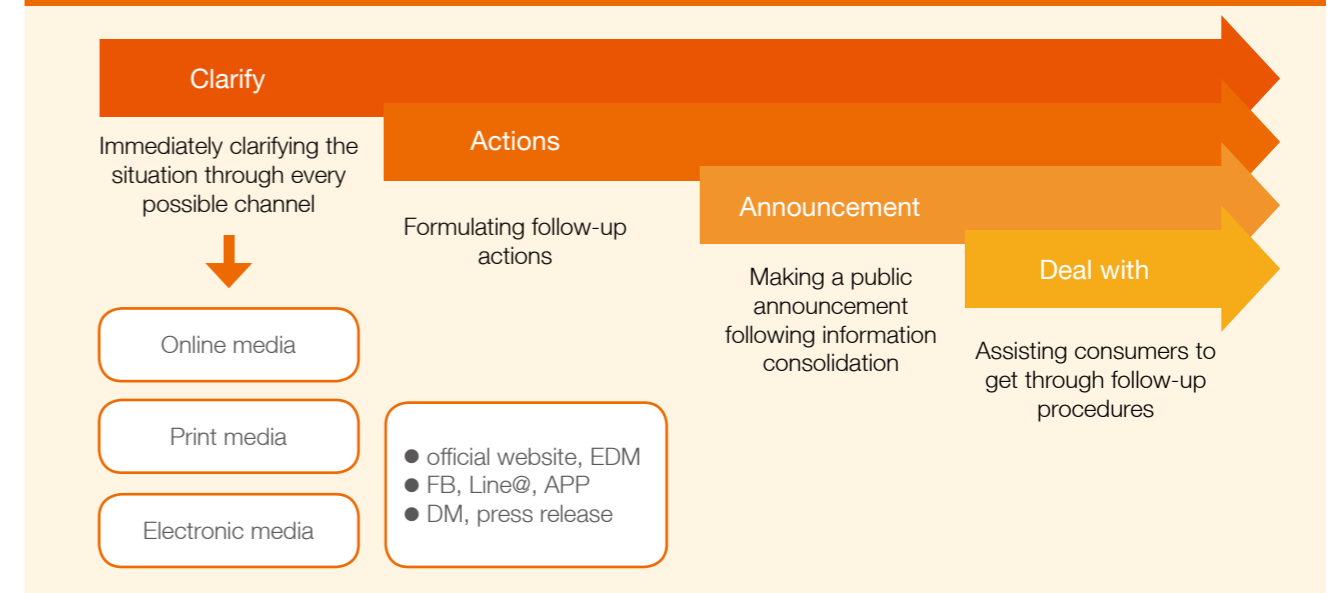 Clarify
Immediately clarifying the
situation through every
possible channel
Online media
Print media
Electronic media
Actions
Formulating follow-up
actions
● official website, EDM
● FB, Line@, APP
● DM, press release
Announcement
Making a public
announcement
following information
consolidation
Deal with
Assisting consumers to
get through follow-up
procedures